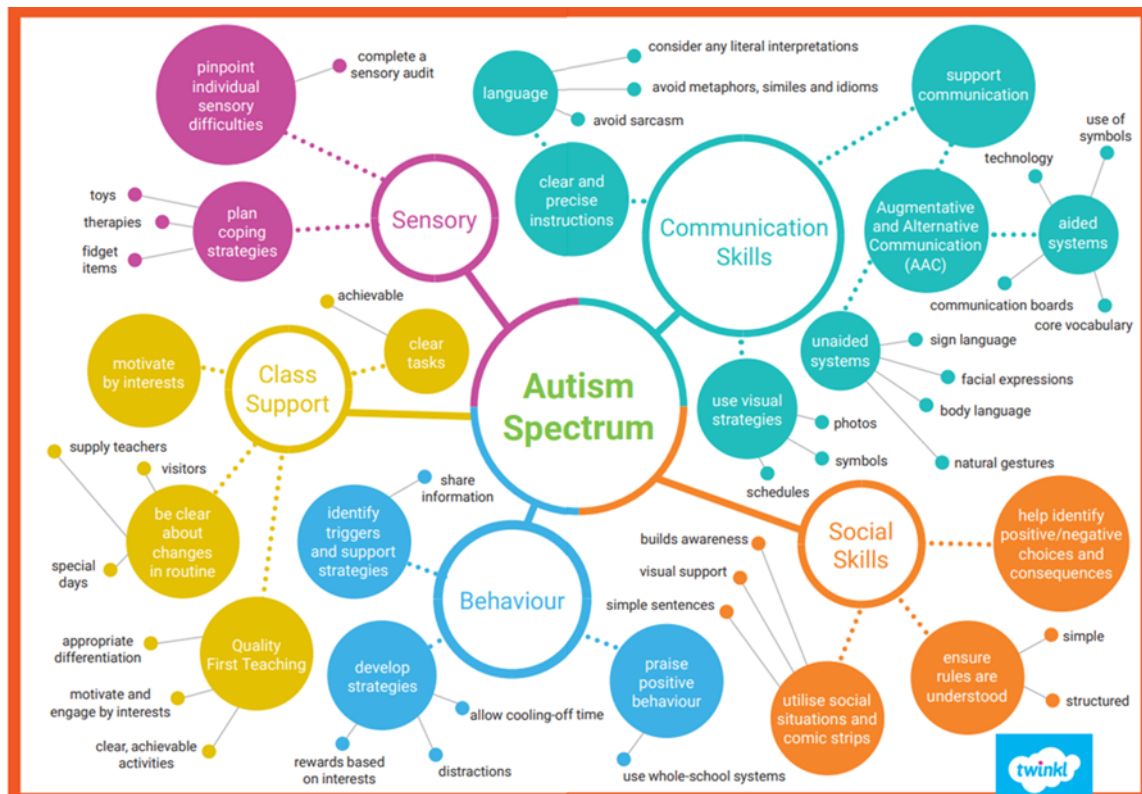 pinpoint
individual
sensory
difficulties
complete a
sensory audit
toys
therapies
fidget
items
plan
coping
strategies
Sensory
language
consider any literal interpretations
avoid metaphors, similes and idioms
avoid sarcasm
clear and
precise
instructions
Communication
Skills
support
communication
Augmentative
and Alternative
Communication
(AAC)
technology
use of
symbols
aided
systems
communication boards
core vocabulary
unaided
systems
sign language
facial expressions
body language
natural gestures
use visual
strategies
photos
symbols
schedules
Autism
Spectrum
achievable
clear
tasks
motivate
by interests
Class
Support
supply teachers
visitors
special
days
be clear
about
changes
in routine
Quality
First Teaching
appropriate
differentiation
motivate and
engage by interests
clear, achievable
activities
share
information
identify
triggers
and support
strategies
Behaviour
develop
strategies
allow cooling-off time
rewards based
on interests
distractions
praise
positive
behaviour
use whole-school systems
Social
Skills
help identify
positive/negative
choices and
consequences
builds awareness
visual support
simple sentences
utilise social
situations and
comic strips
ensure
rules are
understood
simple
structured
twinkl